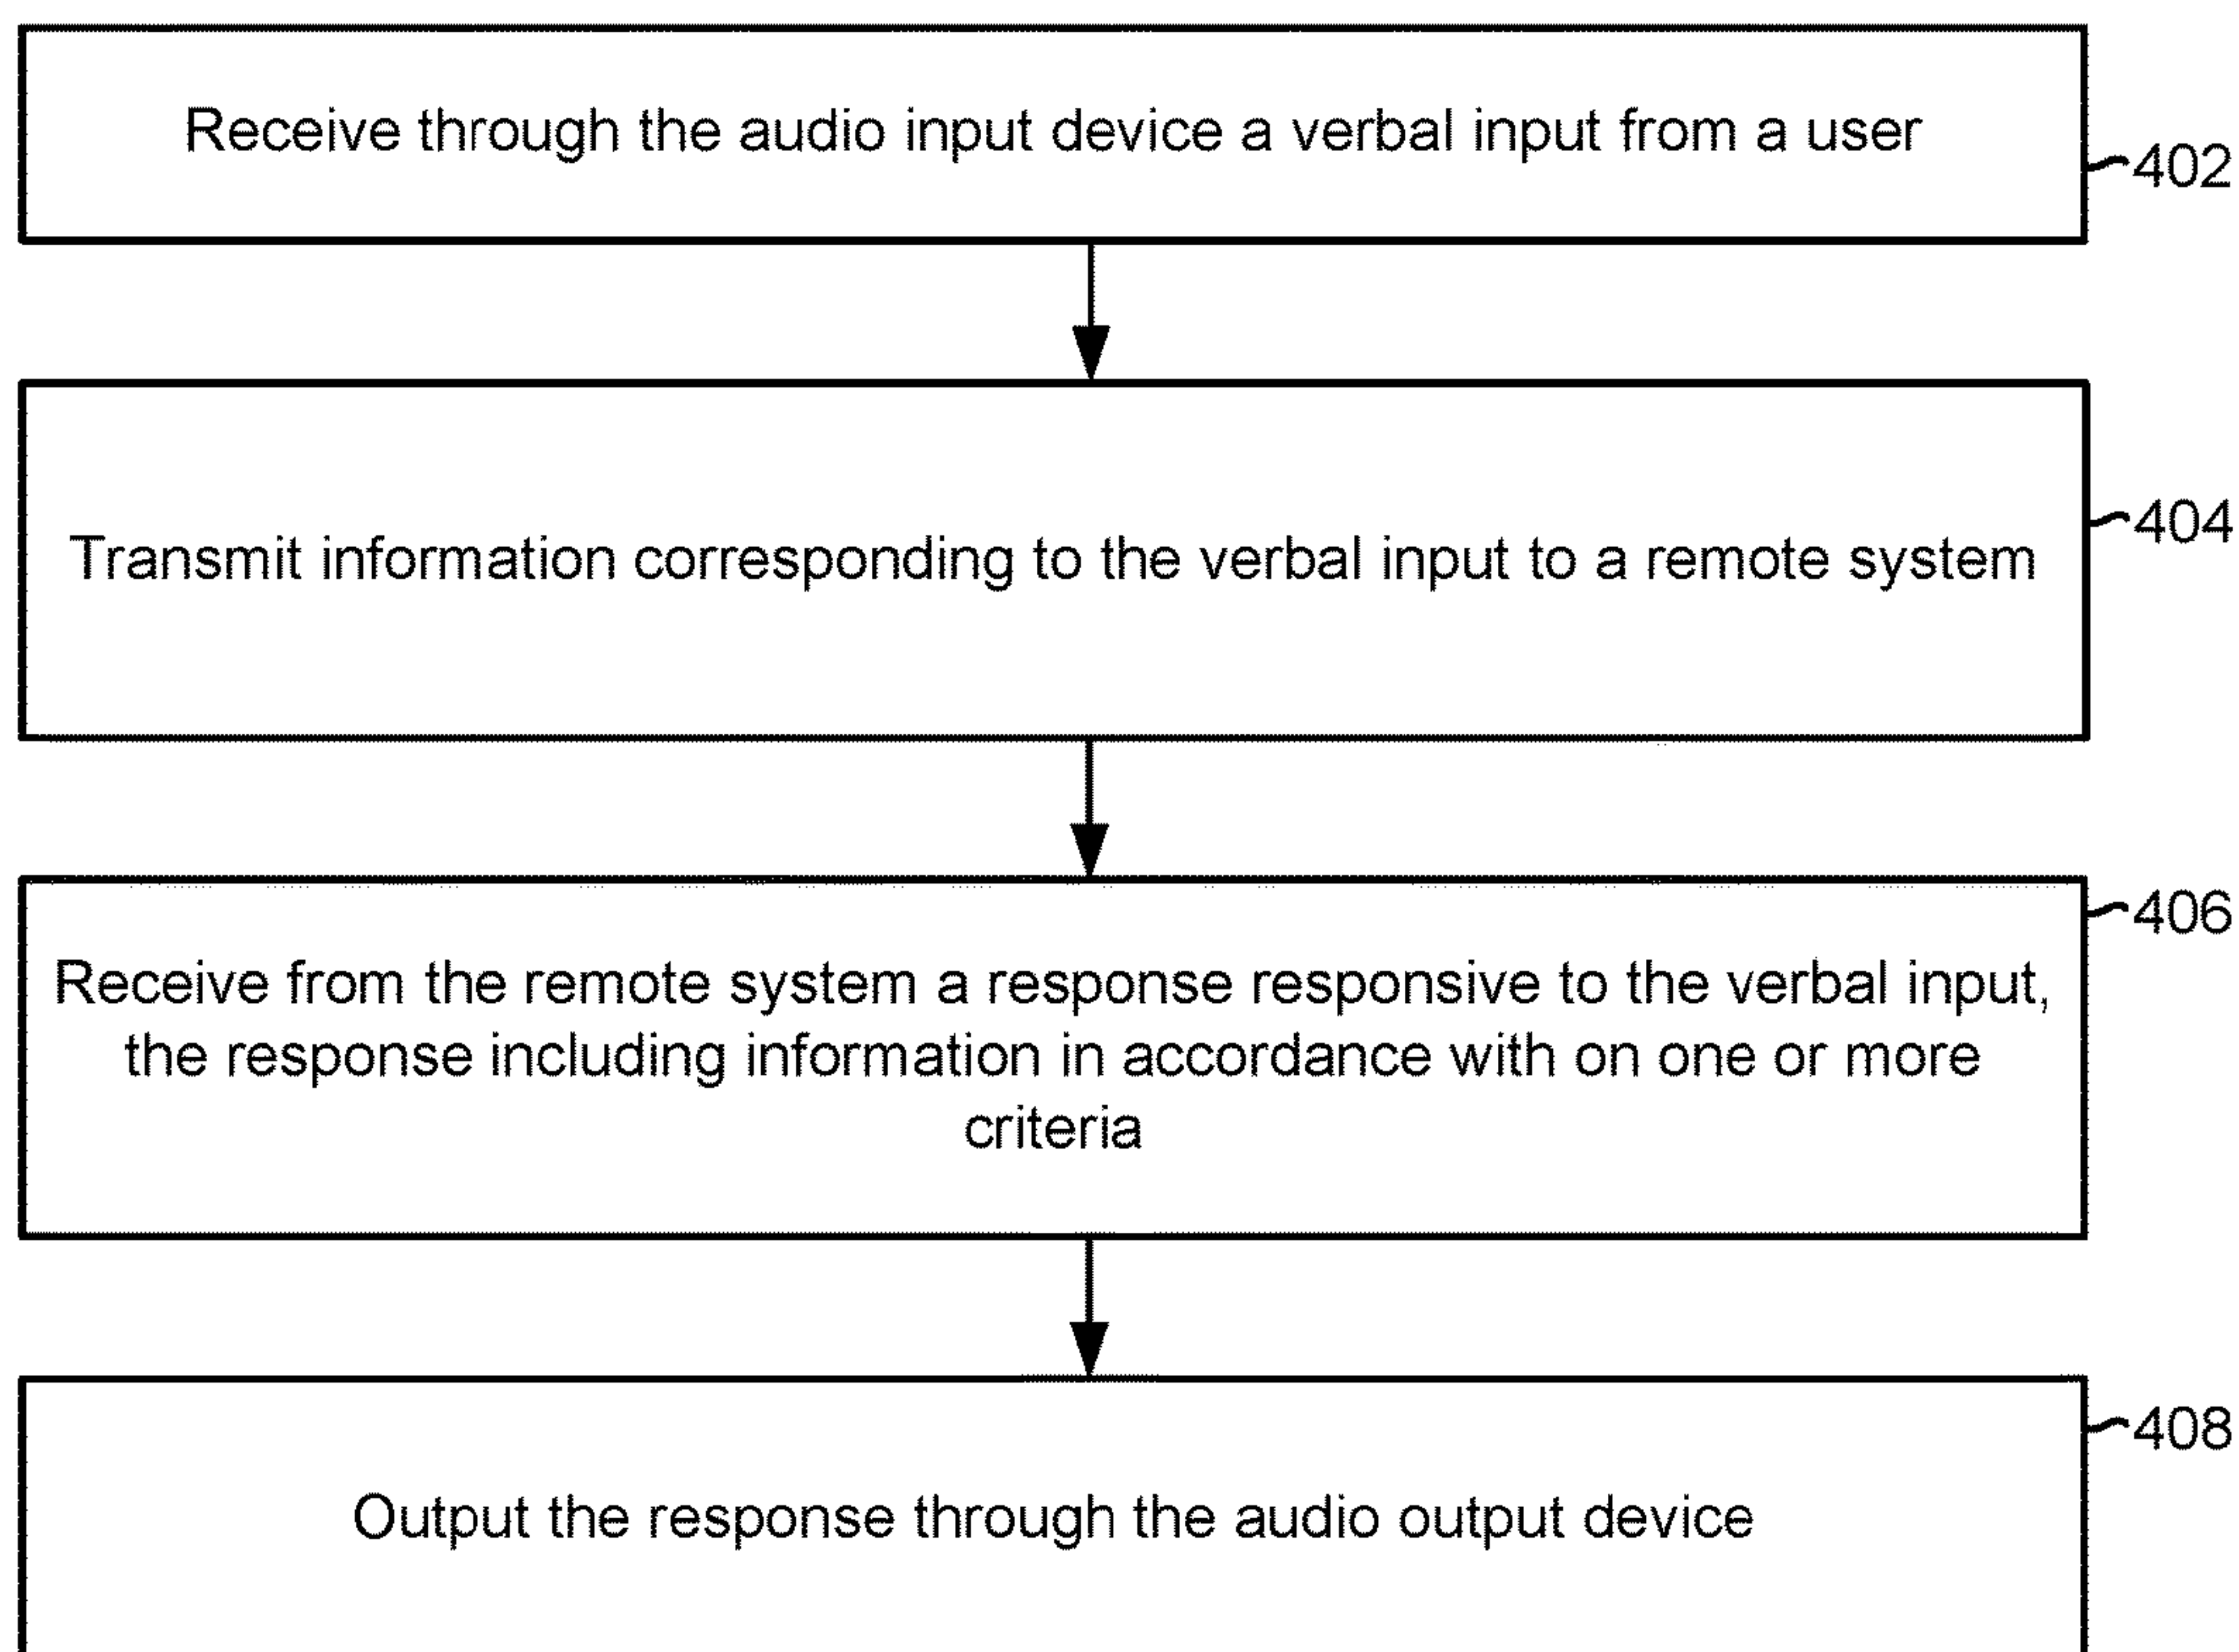 Receive through the audio input device a verbal input from a user
402
Transmit information corresponding to the verbal input to a remote system
404
406
Receive from the remote system a response responsive to the verbal input,
the response including information in accordance with on one or more
criteria
408
Output the response through the audio output device